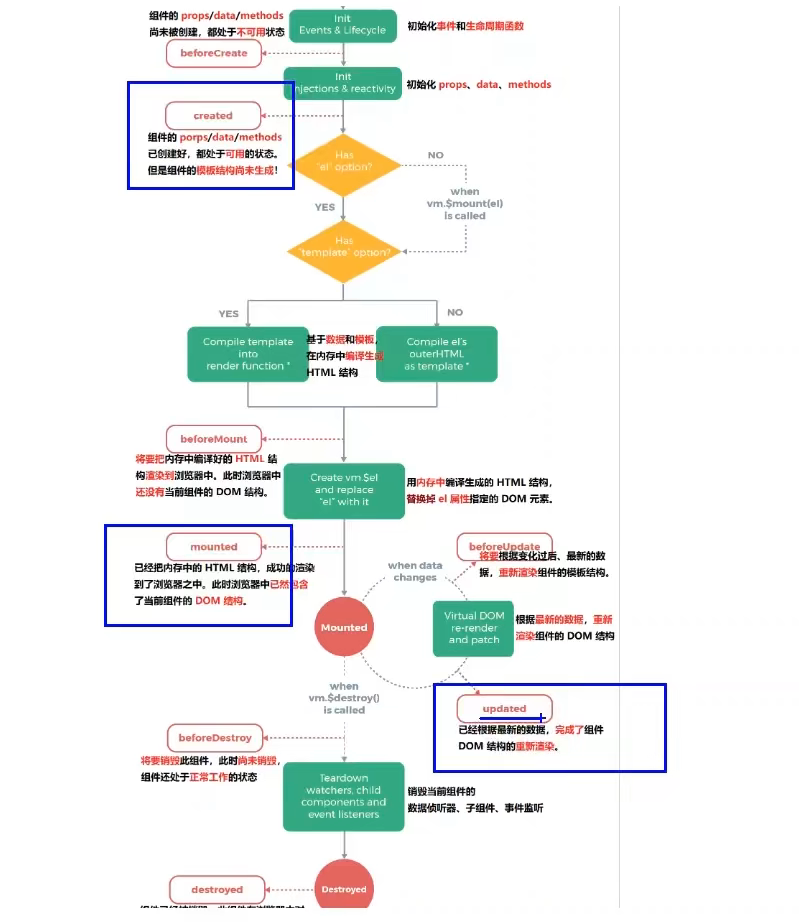 组件的 props/data/methods
尚未被创建，都处于不可用状态
Init
Events & Lifecycle
初始化事件和生命周期函数
beforeCreate
Init
injections & reactivity
初始化 props、data、methods
created
组件的 porps/data/methods
已创建好，都处于可用的状态。
但是组件的模板结构尚未生成！
Has
"el" option?
NO
when
vm.$mount(el)
is called
YES
Has
"template" option?
YES
NO
Compile template
into
render function *
基于数据和模板，
在内存中编译生成
HTML 结构
Compile el's
outerHTML
as template *
beforeMount
将要把内存中编译好的 HTML 结
构渲染到浏览器中。此时浏览器中
还没有当前组件的 DOM 结构。
Create vm.$el
and replace
"el" with it
用内存中编译生成的 HTML 结构，
替换掉 el 属性指定的 DOM 元素。
mounted
已经把内存中的 HTML 结构，成功的渲染
到了浏览器之中。此时浏览器中已然包含
了当前组件的 DOM 结构。
when data
changes
beforeUpdate
将要根据变化过后、最新的数
据，重新渲染组件的模板结构。
Mounted
Virtual DOM
re-render
and patch
根据最新的数据，重新
渲染组件的 DOM 结构
when
vm.$destroy()
is called
updated
已经根据最新的数据，完成了组件
DOM 结构的重新渲染。
beforeDestroy
将要销毁此组件，此时尚未销毁，
组件还处于正常工作的状态
Teardown
watchers, child
components and
event listeners
销毁当前组件的
数据侦听器、子组件、事件监听
destroyed
Destroyed